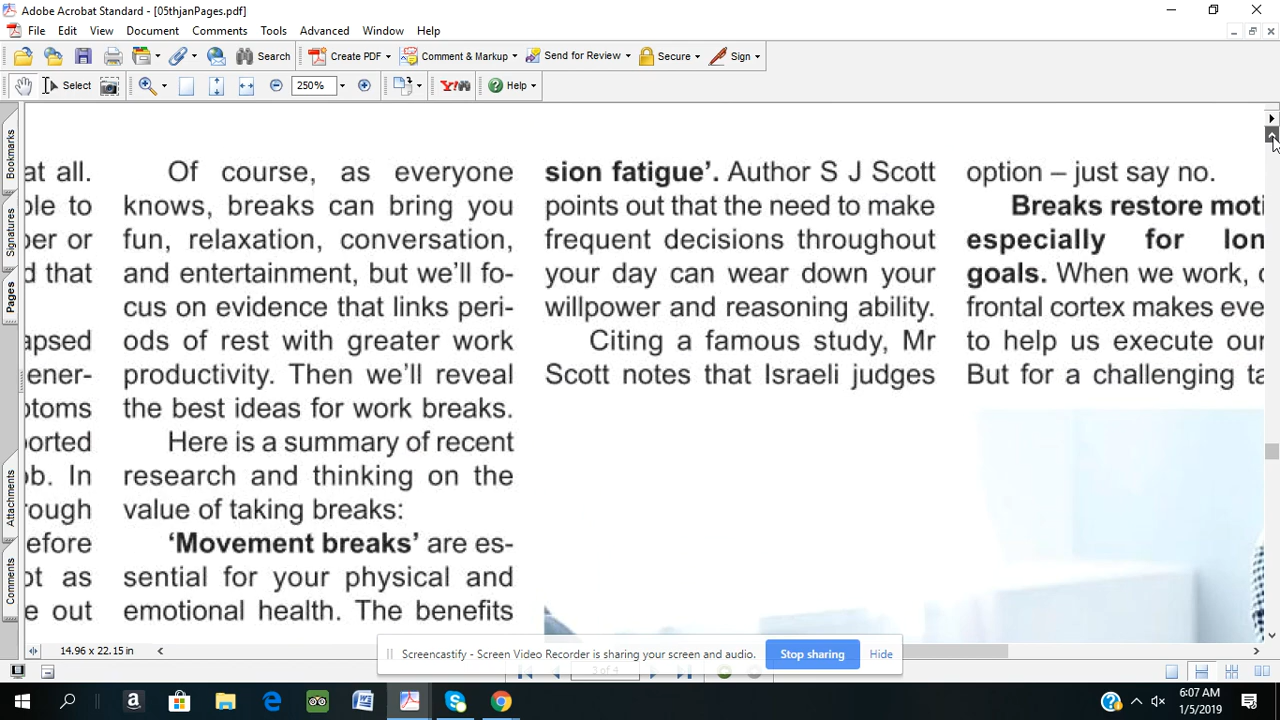 Adobe Acrobat Standard - [05thjanPages.pdf]
File Edit View Document Comments Tools Advanced Window Help
Search Create PDF Comment & Markup Send for Review Secure Sign
Select 250% Y! Help
Bookmarks
Signatures
Pages
Attachments
Comments
at all.
ble to
per or
d that
apsed
ener-
ptoms
ported
ob. In
rough
efore
ot as
e out
Of course, as everyone
knows, breaks can bring you
fun, relaxation, conversation,
and entertainment, but we'll fo-
cus on evidence that links peri-
ods of rest with greater work
productivity. Then we'll reveal
the best ideas for work breaks.
Here is a summary of recent
research and thinking on the
value of taking breaks:
'Movement breaks' are es-
sential for your physical and
emotional health. The benefits
sion fatigue'. Author S J Scott
points out that the need to make
frequent decisions throughout
your day can wear down your
willpower and reasoning ability.
Citing a famous study, Mr
Scott notes that Israeli judges
option – just say no.
Breaks restore moti
especially for lon
goals. When we work, o
frontal cortex makes eve
to help us execute our
But for a challenging ta
14.96 x 22.15 in
Screencastify - Screen Video Recorder is sharing your screen and audio. Stop sharing Hide
3 of 4
6:07 AM
1/5/2019